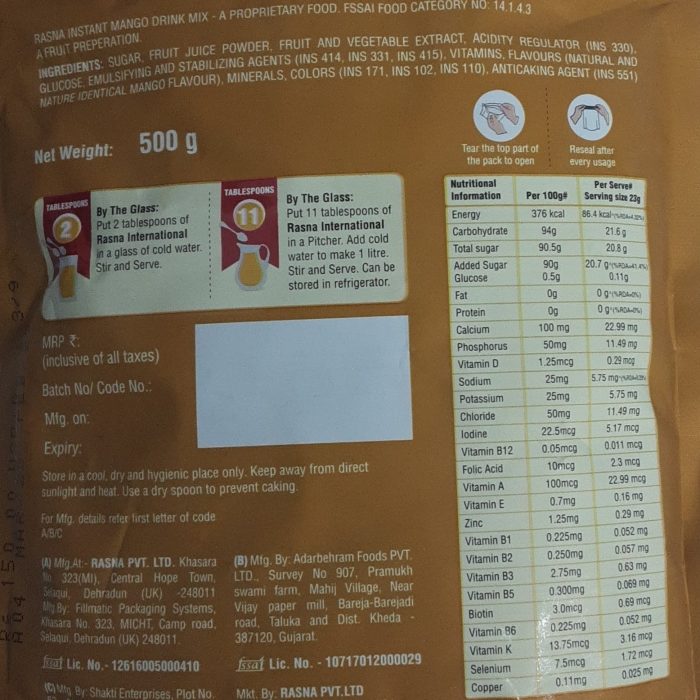 RASNA INSTANT MANGO DRINK MIX - A PROPRIETARY FOOD. FSSAI FOOD CATEGORY NO: 14.1.4.3
A FRUIT PREPERATION.
INGREDIENTS: SUGAR, FRUIT JUICE POWDER, FRUIT AND VEGETABLE EXTRACT, ACIDITY REGULATOR (INS 330),
GLUCOSE, EMULSIFYING AND STABILIZING AGENTS (INS 414, INS 331, INS 415), VITAMINS, FLAVOURS (NATURAL AND
NATURE IDENTICAL MANGO FLAVOUR), MINERALS, COLORS (INS 171, INS 102, INS 110), ANTICAKING AGENT (INS 551)
Net Weight: 500 g
Tear the top part of
the pack to open
Reseal after
every usage
TABLESPOONS
2
By The Glass:
Put 2 tablespoons of
Rasna International
in a glass of cold water.
Stir and Serve.
TABLESPOONS
11
By The Glass:
Put 11 tablespoons of
Rasna International
in a Pitcher. Add cold
water to make 1 litre.
Stir and Serve. Can be
stored in refrigerator.
MRP ₹:
(inclusive of all taxes)
Batch No/ Code No.:
Mfg. on:
Expiry:
Store in a cool, dry and hygienic place only. Keep away from direct
sunlight and heat. Use a dry spoon to prevent caking.
For Mfg. details refer first letter of code
A/B/C
(A) Mfg.At:- RASNA PVT. LTD. Khasara
No 323(MI), Central Hope Town,
Selaqui, Dehradun (UK) -248011
Mfg By: Fillmatic Packaging Systems,
Khasara No. 323, MICHT, Camp road,
Selaqui, Dehradun (UK) 248011.
fssai Lic. No.- 12616005000410
(C) Mfg By: Shakti Enterprises, Plot No.
(B) Mfg. By: Adarbehram Foods PVT.
LTD., Survey No 907, Pramukh
swami farm, Mahij Village, Near
Vijay paper mill, Bareja-Barejadi
road, Taluka and Dist. Kheda -
387120, Gujarat.
fssai Lic. No. - 10717012000029
Mkt. By: RASNA PVT.LTD
Nutritional Information Per 100g# Per Serve# Serving size 23g
Energy 376 kcal 86.4 kcal
Carbohydrate 94g 21.6 g
Total sugar 90.5g 20.8 g
Added Sugar 90g 20.7 g
Glucose 0.5g 0.11g
Fat 0g 0 g
Protein 0g 0 g
Calcium 100 mg 22.99 mg
Phosphorus 50mg 11.49 mg
Vitamin D 1.25mcg 0.29 mcg
Sodium 25mg 5.75 mg
Potassium 25mg 5.75 mg
Chloride 50mg 11.49 mg
Iodine 22.5mcg 5.17 mcg
Vitamin B12 0.05mcg 0.011 mcg
Folic Acid 10mcg 2.3 mcg
Vitamin A 100mcg 22.99 mcg
Vitamin E 0.7mg 0.16 mg
Zinc 1.25mg 0.29 mg
Vitamin B1 0.225mg 0.052 mg
Vitamin B2 0.250mg 0.057 mg
Vitamin B3 2.75mg 0.63 mg
Vitamin B5 0.300mg 0.069 mg
Biotin 3.0mcg 0.69 mcg
Vitamin B6 0.225mg 0.052 mg
Vitamin K 13.75mcg 3.16 mcg
Selenium 7.5mcg 1.72 mcg
Copper 0.11mg 0.025 mg